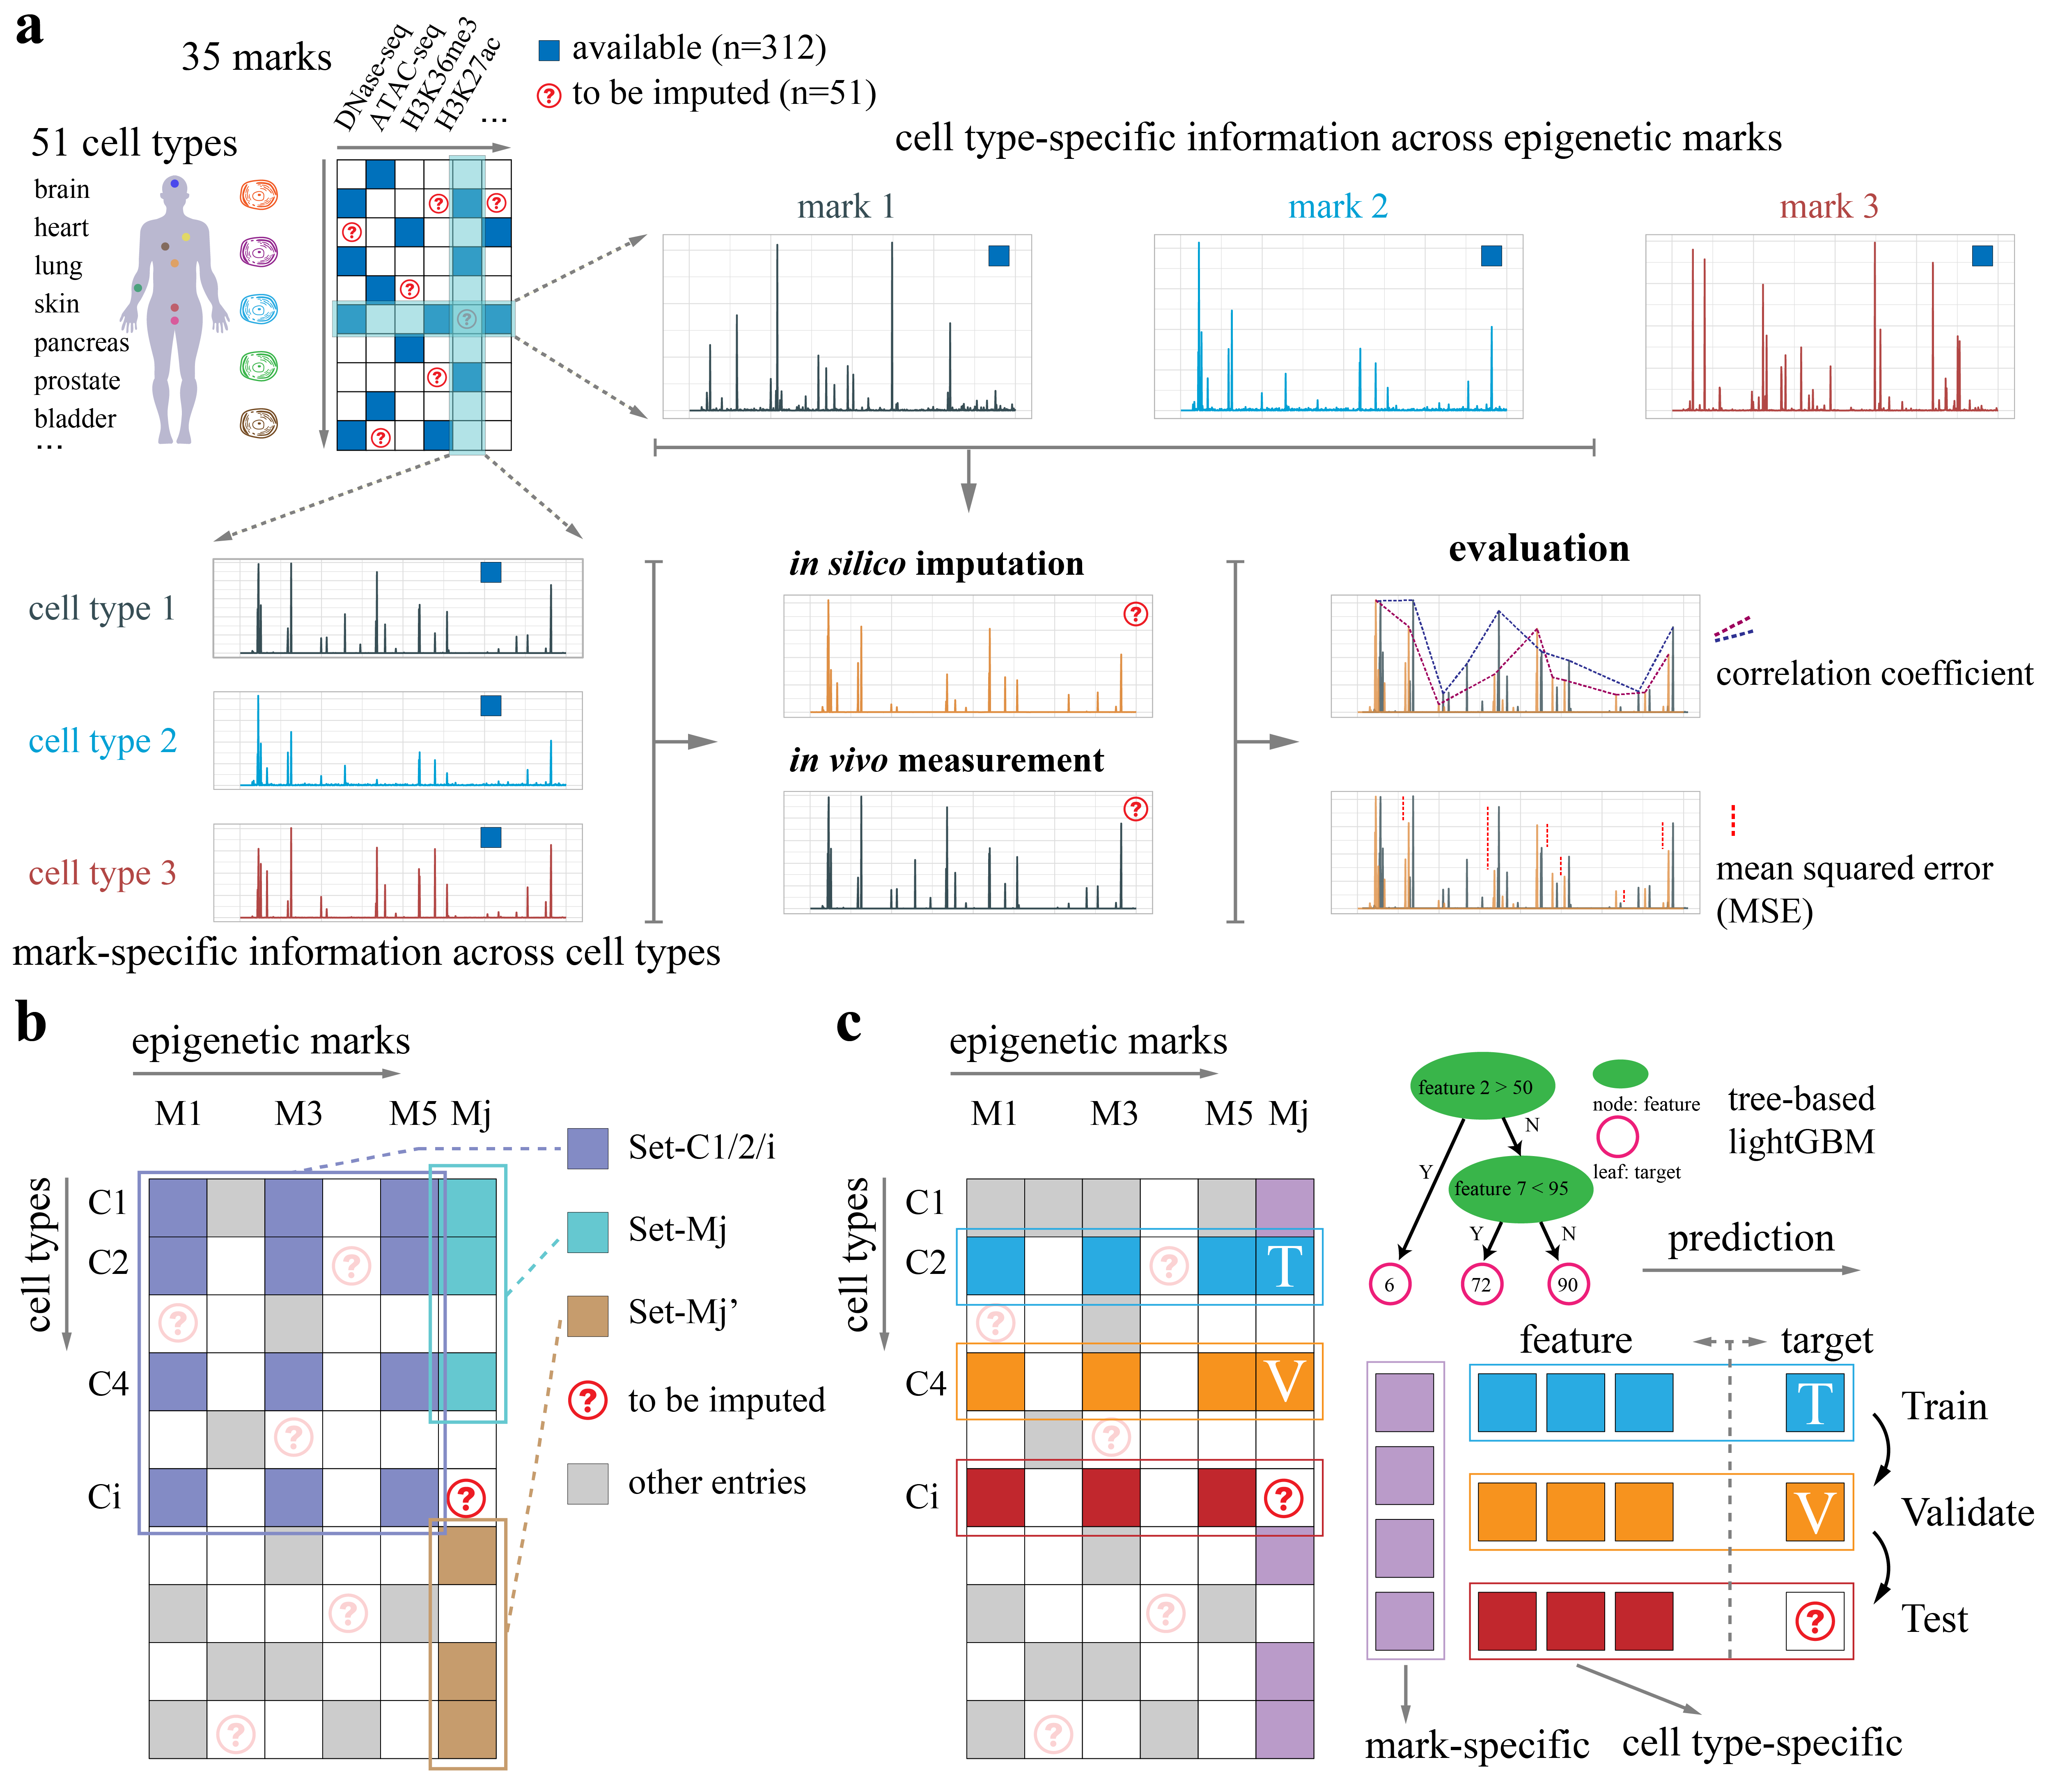 a
35 marks
DNase-seq
ATAC-seq
H3K36me3
H3K27ac
...
available (n=312)
? to be imputed (n=51)
51 cell types
brain
heart
lung
skin
pancreas
prostate
bladder
...
? ?
?
?
?
?
?
cell type-specific information across epigenetic marks
mark 1
mark 2
mark 3
cell type 1
cell type 2
cell type 3
mark-specific information across cell types
in silico imputation
?
in vivo measurement
?
evaluation
correlation coefficient
mean squared error
(MSE)
b
epigenetic marks
M1 M3 M5 Mj
cell types
C1
C2
C4
Ci
?
?
?
?
?
?
Set-C1/2/i
Set-Mj
Set-Mj’
? to be imputed
other entries
c
epigenetic marks
M1 M3 M5 Mj
cell types
C1
C2
C4
Ci
? T
?
V
?
?
?
?
feature 2 > 50
Y
N
feature 7 < 95
Y
N
6
72
90
node: feature
leaf: target
tree-based
lightGBM
prediction
feature
target
T Train
V Validate
? Test
mark-specific
cell type-specific